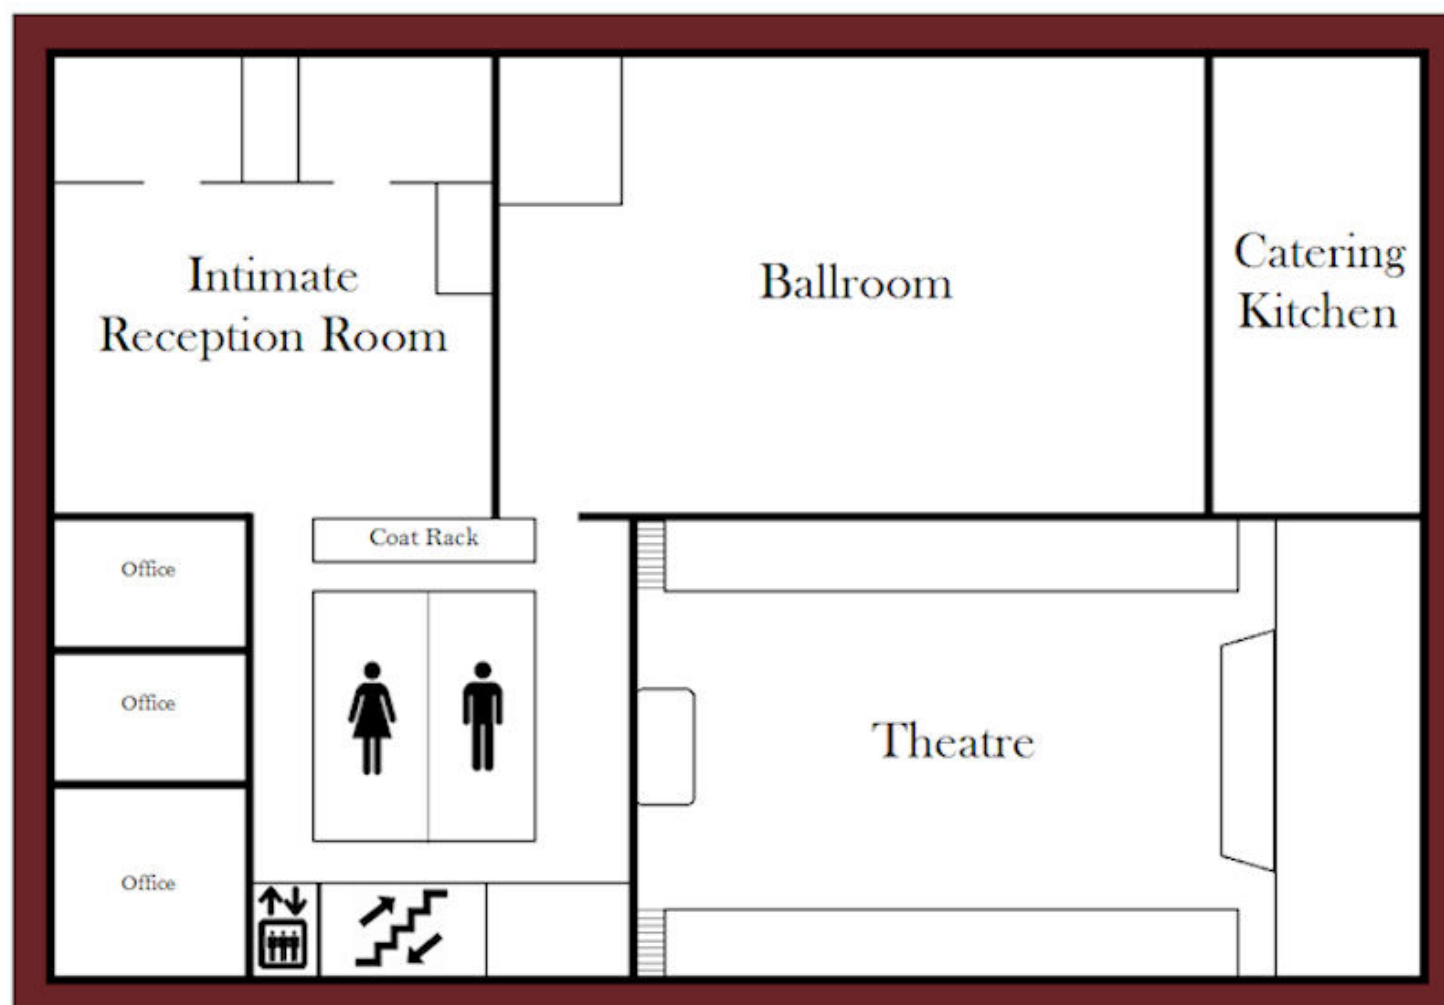 Intimate
Reception Room
Ballroom
Catering
Kitchen
Coat Rack
Office
Office
Theatre
Office